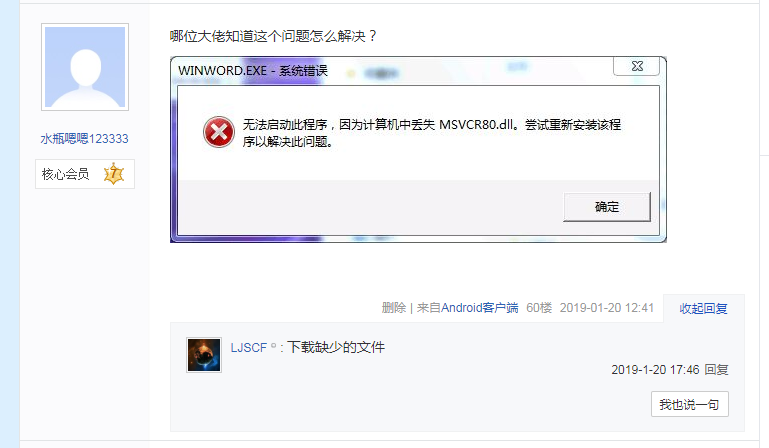 哪位大佬知道这个问题怎么解决？
水瓶嗯嗯123333
核心会员 7
WINWORD.EXE - 系统错误
无法启动此程序，因为计算机中丢失 MSVCR80.dll。尝试重新安装该程
序以解决此问题。
确定
删除 | 来自Android客户端 60楼 2019-01-20 12:41 收起回复
LJSCF : 下载缺少的文件
2019-1-20 17:46 回复
我也说一句